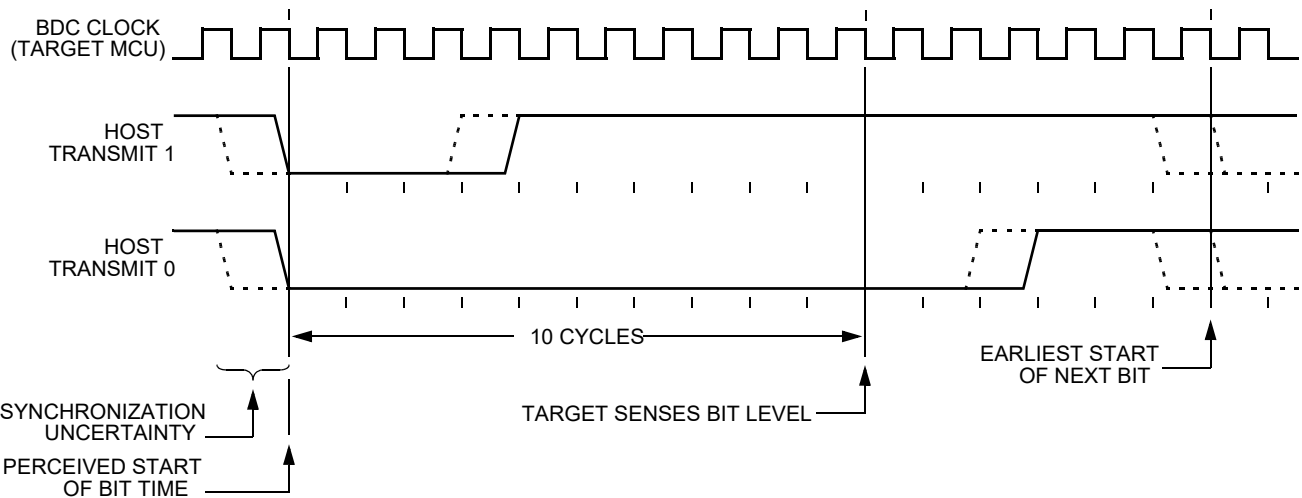 BDC CLOCK
(TARGET MCU)
HOST
TRANSMIT 1
HOST
TRANSMIT 0
10 CYCLES
EARLIEST START
OF NEXT BIT
SYNCHRONIZATION
UNCERTAINTY
TARGET SENSES BIT LEVEL
PERCEIVED START
OF BIT TIME